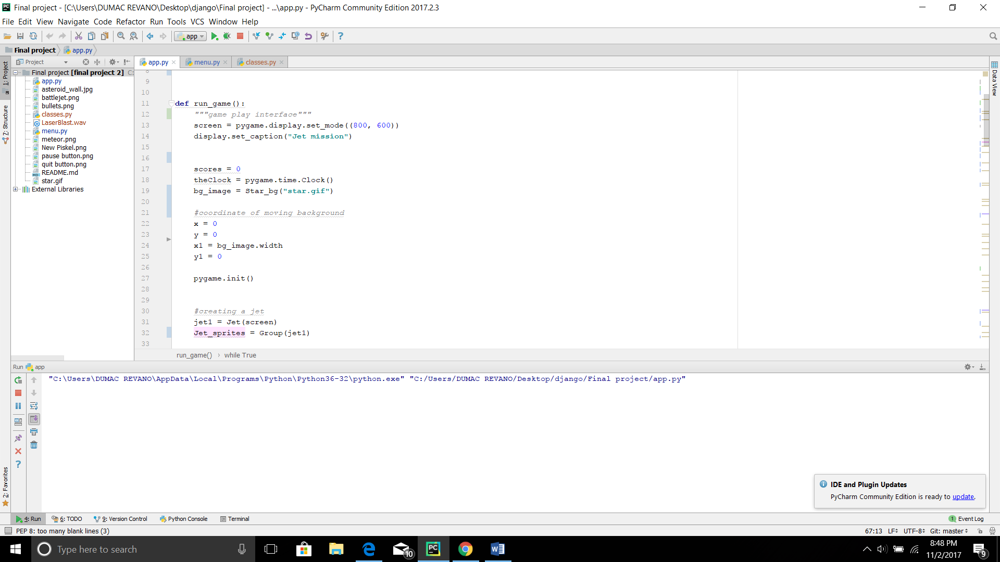 Final project - [C:\Users\DUMAC REVANO\Desktop\django\Final project] - ...\app.py - PyCharm Community Edition 2017.2.3
File Edit View Navigate Code Refactor Run Tools VCS Window Help
app
Final project app.py
Project
app.py menu.py classes.py
1: Project
Z: Structure
2: Favorites
Data View
Final project [final project 2] C:
app.py
asteroid_wall.jpg
battlejet.png
bullets.png
classes.py
LaserBlast.wav
menu.py
meteor.png
New Piskel.png
pause button.png
quit button.png
README.md
star.gif
External Libraries
8
9
10
11 def run_game():
12 """game play interface"""
13 screen = pygame.display.set_mode((800, 600))
14 display.set_caption("Jet mission")
15
16
17 scores = 0
18 theClock = pygame.time.Clock()
19 bg_image = Star_bg("star.gif")
20
21 #coordinate of moving background
22 x = 0
23 y = 0
24 x1 = bg_image.width
25 y1 = 0
26
27 pygame.init()
28
29
30 #creating a jet
31 jet1 = Jet(screen)
32 Jet_sprites = Group(jet1)
33
run_game() › while True
Run app
"C:\Users\DUMAC REVANO\AppData\Local\Programs\Python\Python36-32\python.exe" "C:/Users/DUMAC REVANO/Desktop/django/Final project/app.py"
IDE and Plugin Updates
PyCharm Community Edition is ready to update.
4: Run 6: TODO 9: Version Control Python Console Terminal 1 Event Log
PEP 8: too many blank lines (3) 67:13 LF UTF-8 Git: master
Type here to search 10 8:48 PM
11/2/2017 9